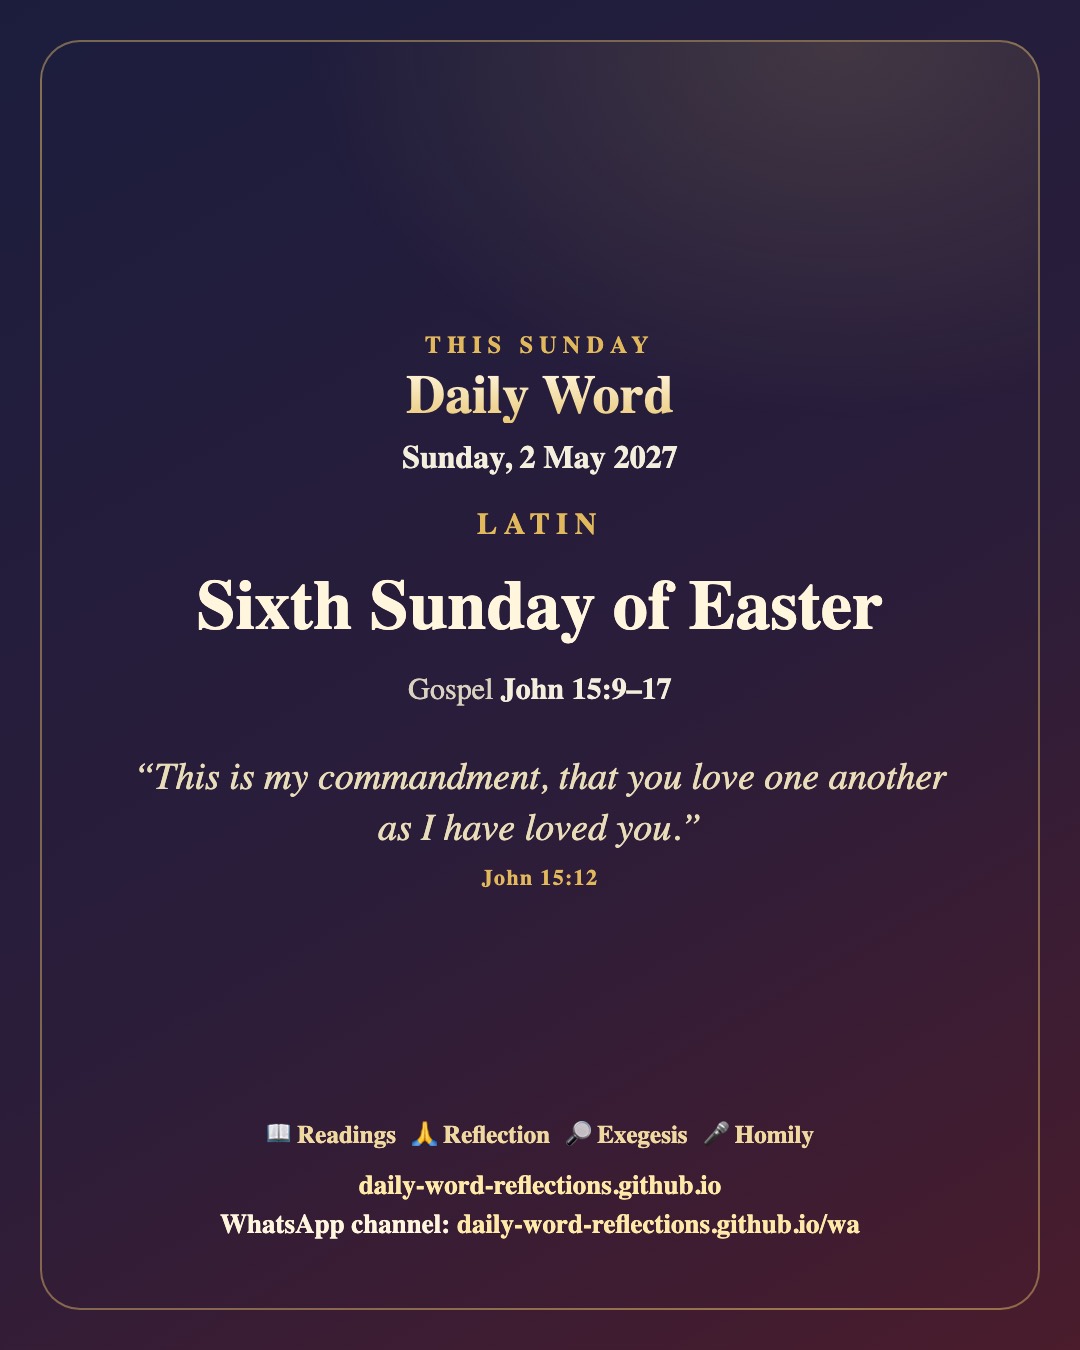 THIS SUNDAY
Daily Word
Sunday, 2 May 2027
LATIN
Sixth Sunday of Easter
Gospel John 15:9–17
“This is my commandment, that you love one another
as I have loved you.”
John 15:12
📖 Readings 🙏 Reflection 🔎 Exegesis 🎤 Homily
daily-word-reflections.github.io
WhatsApp channel: daily-word-reflections.github.io/wa